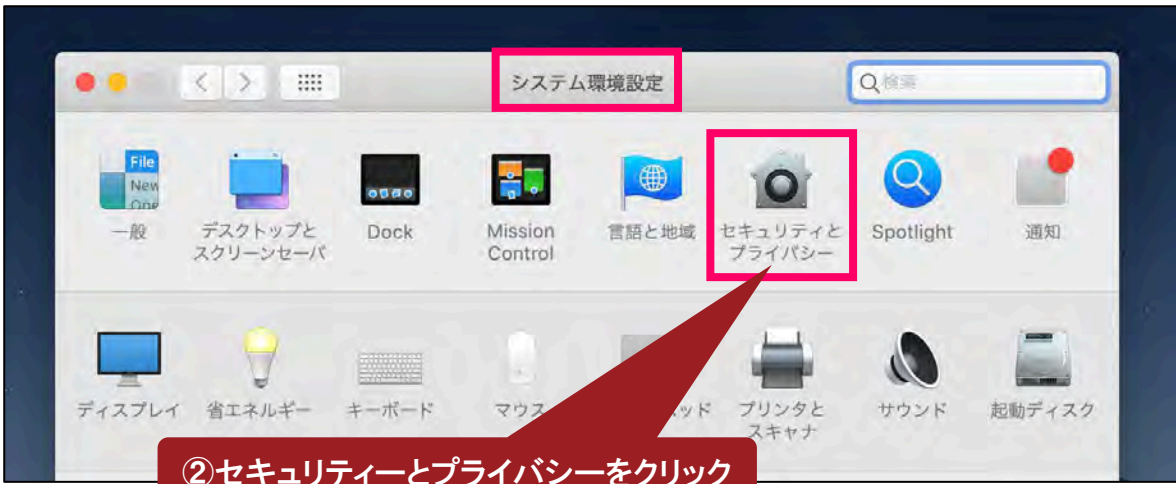 システム環境設定
検索
File
New
One
一般
デスクトップと
スクリーンセーバ
Dock
Mission
Control
言語と地域
セキュリティと
プライバシー
Spotlight
通知
ディスプレイ
省エネルギー
キーボード
マウス
ッド
プリンタと
スキャナ
サウンド
起動ディスク
②セキュリティーとプライバシーをクリック